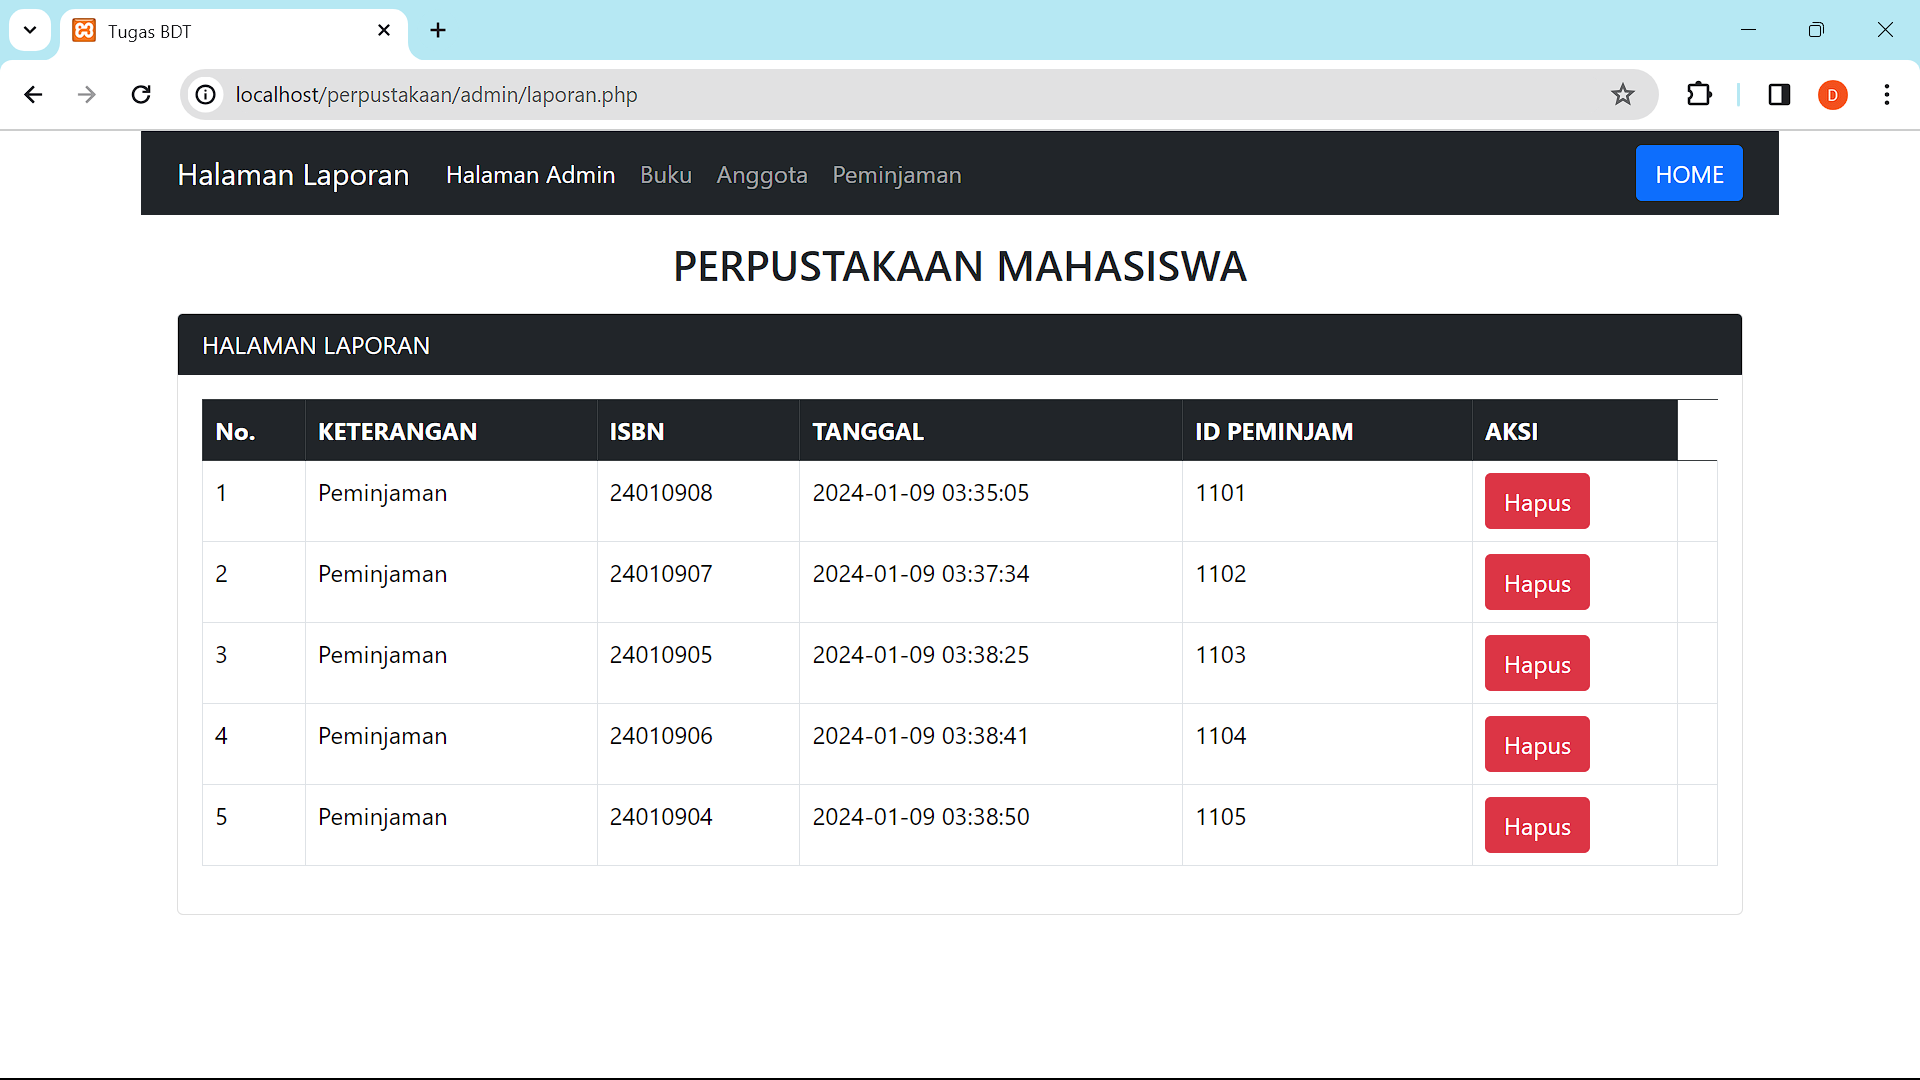 Tugas BDT
localhost/perpustakaan/admin/laporan.php
D
Halaman Laporan Halaman Admin Buku Anggota Peminjaman HOME
PERPUSTAKAAN MAHASISWA
HALAMAN LAPORAN
No. KETERANGAN ISBN TANGGAL ID PEMINJAM AKSI
1 Peminjaman 24010908 2024-01-09 03:35:05 1101 Hapus
2 Peminjaman 24010907 2024-01-09 03:37:34 1102 Hapus
3 Peminjaman 24010905 2024-01-09 03:38:25 1103 Hapus
4 Peminjaman 24010906 2024-01-09 03:38:41 1104 Hapus
5 Peminjaman 24010904 2024-01-09 03:38:50 1105 Hapus